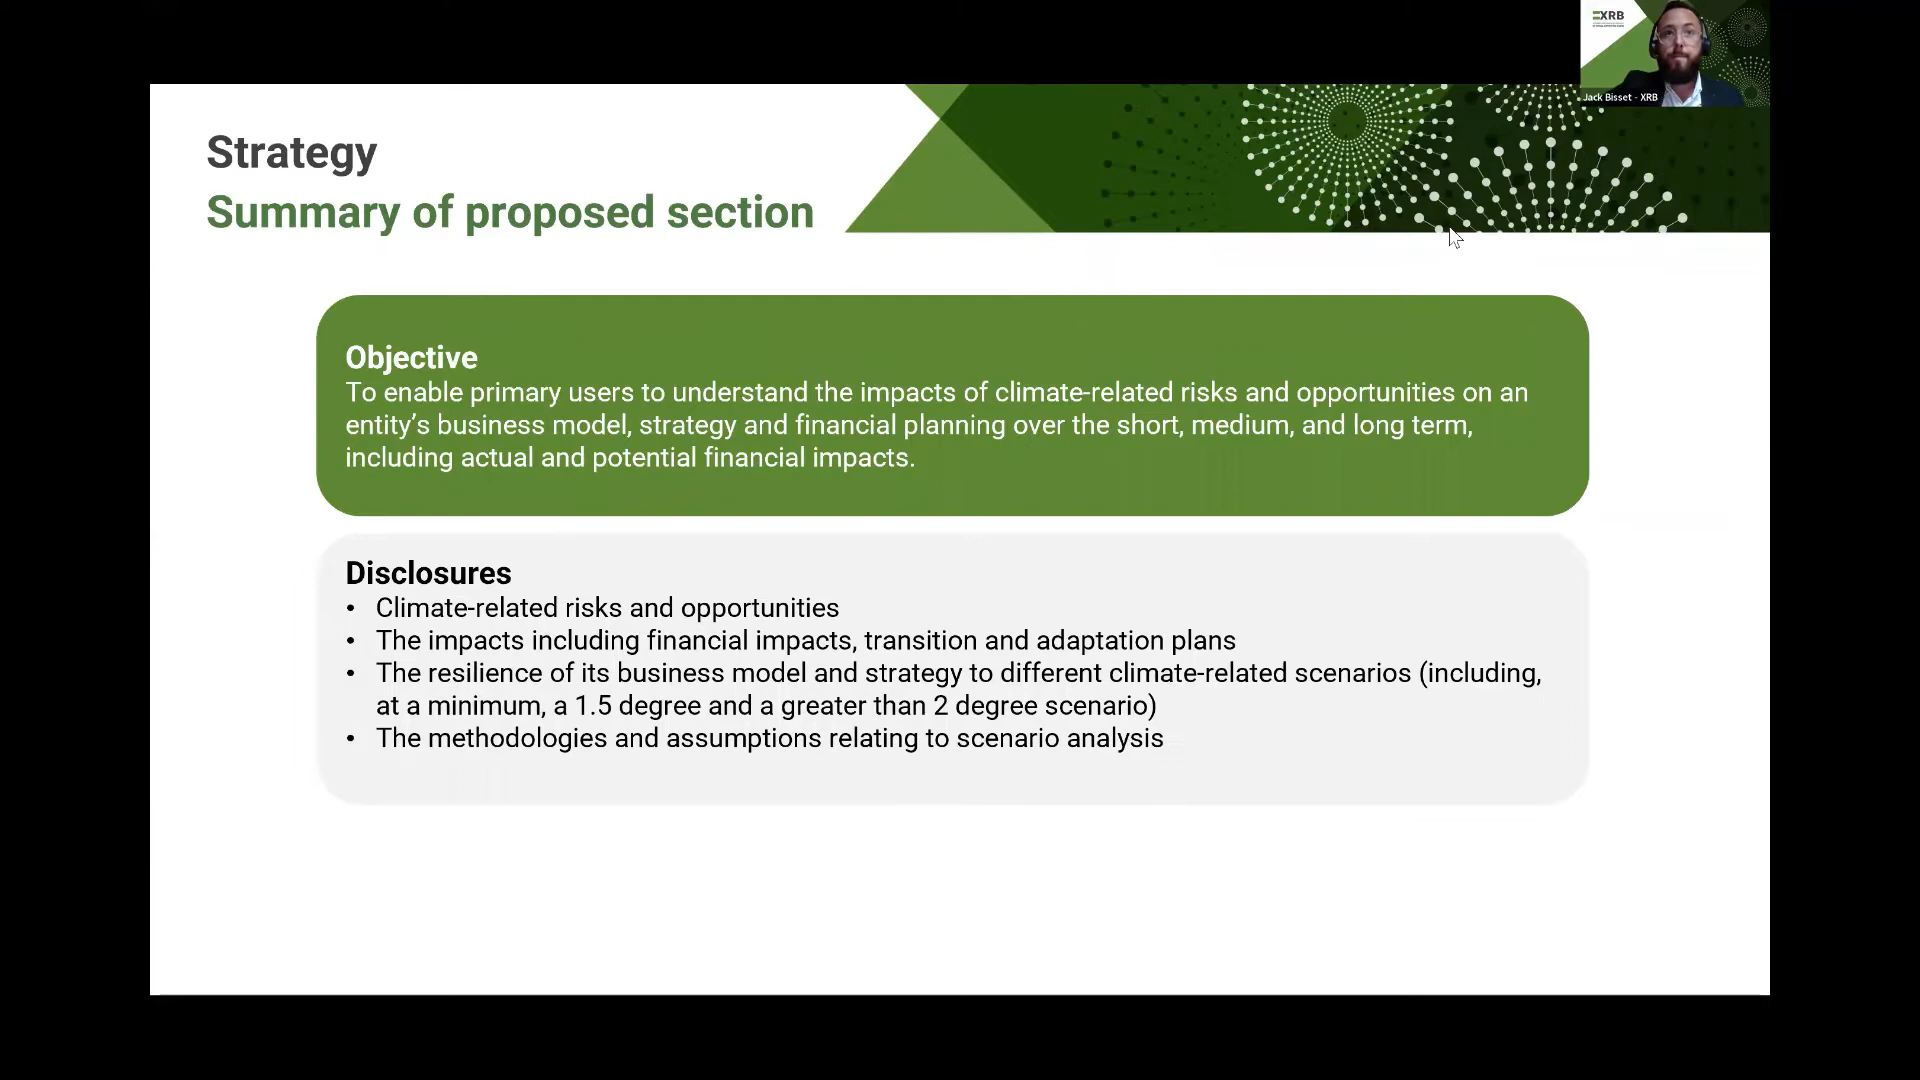 XRB
Jack Bisset - XRB
Strategy
Summary of proposed section
Objective
To enable primary users to understand the impacts of climate-related risks and opportunities on an
entity’s business model, strategy and financial planning over the short, medium, and long term,
including actual and potential financial impacts.
Disclosures
• Climate-related risks and opportunities
• The impacts including financial impacts, transition and adaptation plans
• The resilience of its business model and strategy to different climate-related scenarios (including,
at a minimum, a 1.5 degree and a greater than 2 degree scenario)
• The methodologies and assumptions relating to scenario analysis